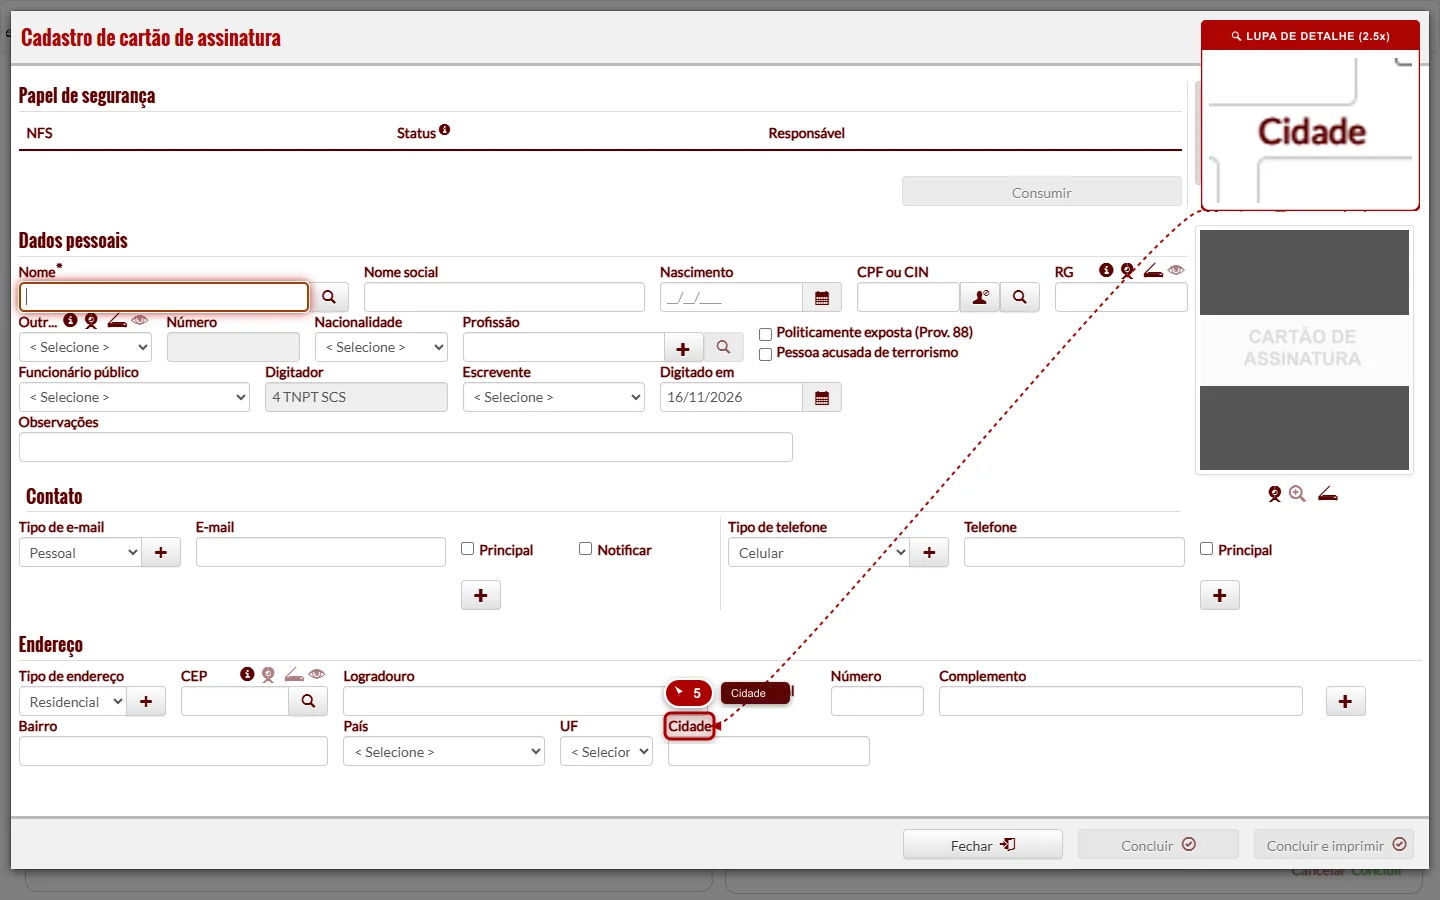 Cadastro de cartão de assinatura
LUPA DE DETALHE (2.5x)
Cidade
Papel de segurança
NFS Status Responsável
Consumir
Dados pessoais
Nome* Nome social Nascimento CPF ou CIN RG
__/__/____
Outr... Número Nacionalidade Profissão
< Selecione > < Selecione >
Politicamente exposta (Prov. 88)
Pessoa acusada de terrorismo
Funcionário público Digitador Escrevente Digitado em
< Selecione > 4 TNPT SCS < Selecione > 16/11/2026
Observações
CARTÃO DE
ASSINATURA
Contato
Tipo de e-mail E-mail Tipo de telefone Telefone
Pessoal Principal Notificar Celular Principal
Endereço
Tipo de endereço CEP Logradouro Número Complemento
5 Cidade
Residencial
Bairro País UF Cidade
< Selecione > < Selecior
Fechar Concluir Concluir e imprimir
Cancelar Concluir